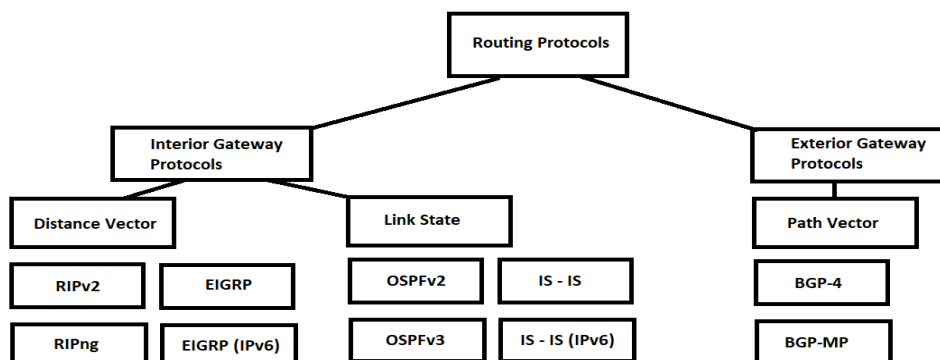 Routing Protocols
Interior Gateway
Protocols
Exterior Gateway
Protocols
Distance Vector
Link State
Path Vector
RIPv2
EIGRP
OSPFv2
IS - IS
BGP-4
RIPng
EIGRP (IPv6)
OSPFv3
IS - IS (IPv6)
BGP-MP